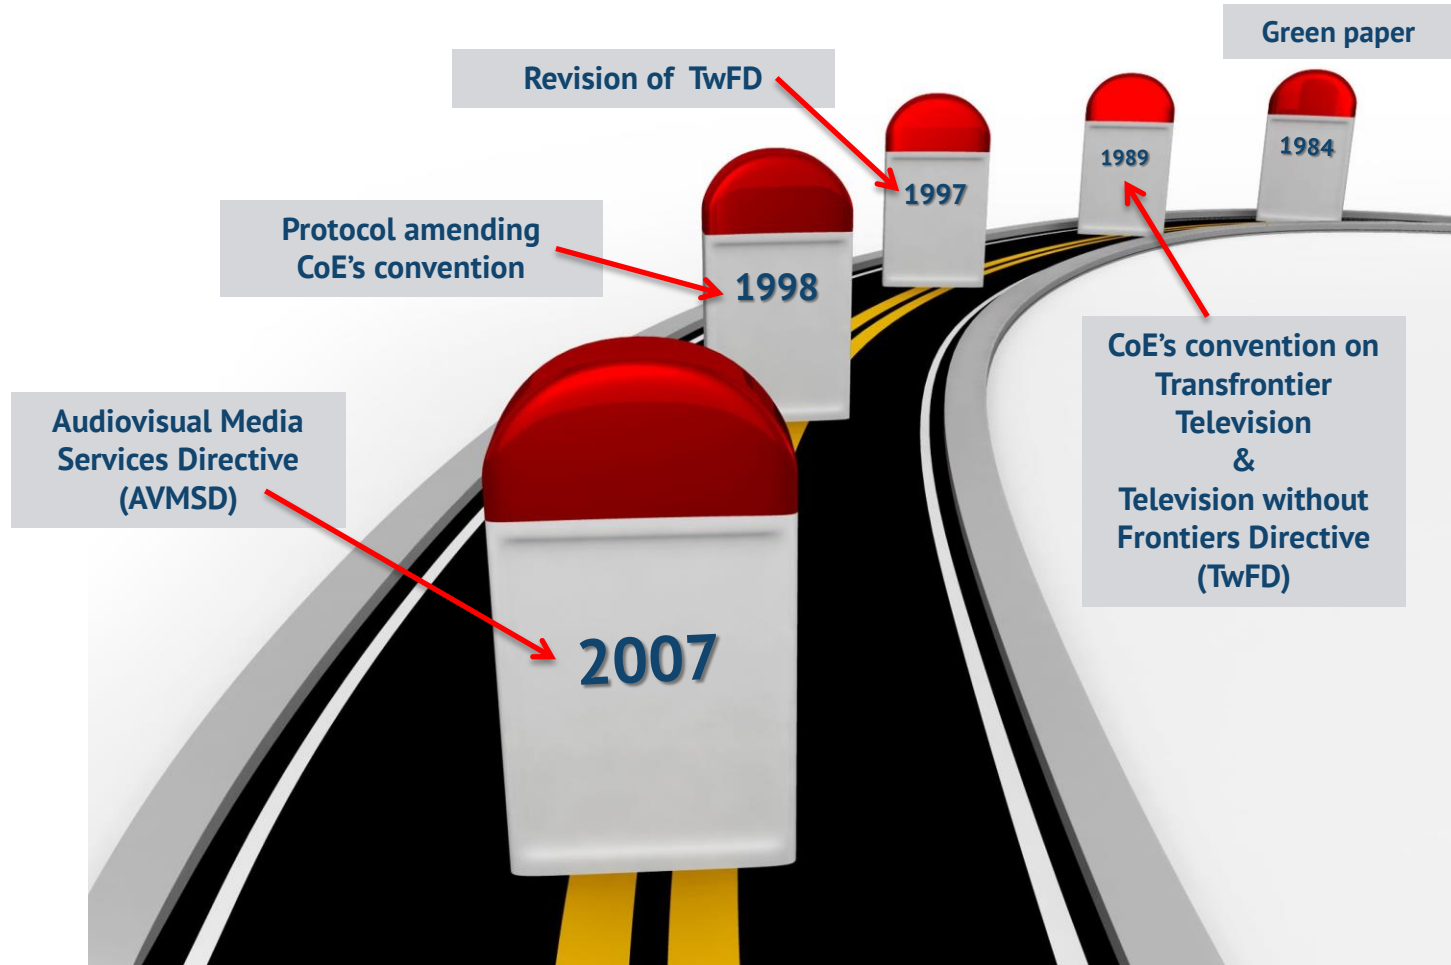 Green paper
Revision of TwFD
1984
1989
1997
Protocol amending
CoE's convention
1998
CoE's convention on
Transfrontier
Television
&
Television without
Frontiers Directive
(TwFD)
Audiovisual Media
Services Directive
(AVMSD)
2007